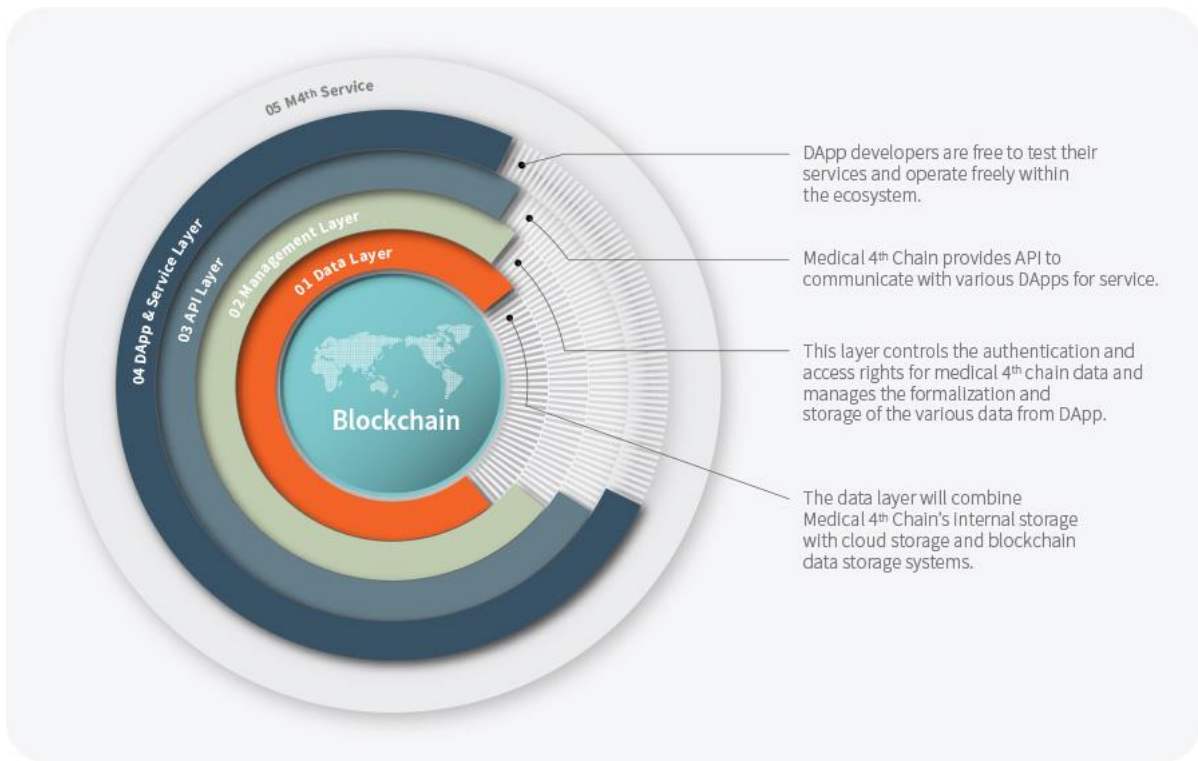 05 M4th Service
04 DApp & Service Layer
03 API Layer
02 Management Layer
01 Data Layer
Blockchain
DApp developers are free to test their
services and operate freely within
the ecosystem.
Medical 4th Chain provides API to
communicate with various DApps for service.
This layer controls the authentication and
access rights for medical 4th chain data and
manages the formalization and
storage of the various data from DApp.
The data layer will combine
Medical 4th Chain’s internal storage
with cloud storage and blockchain
data storage systems.